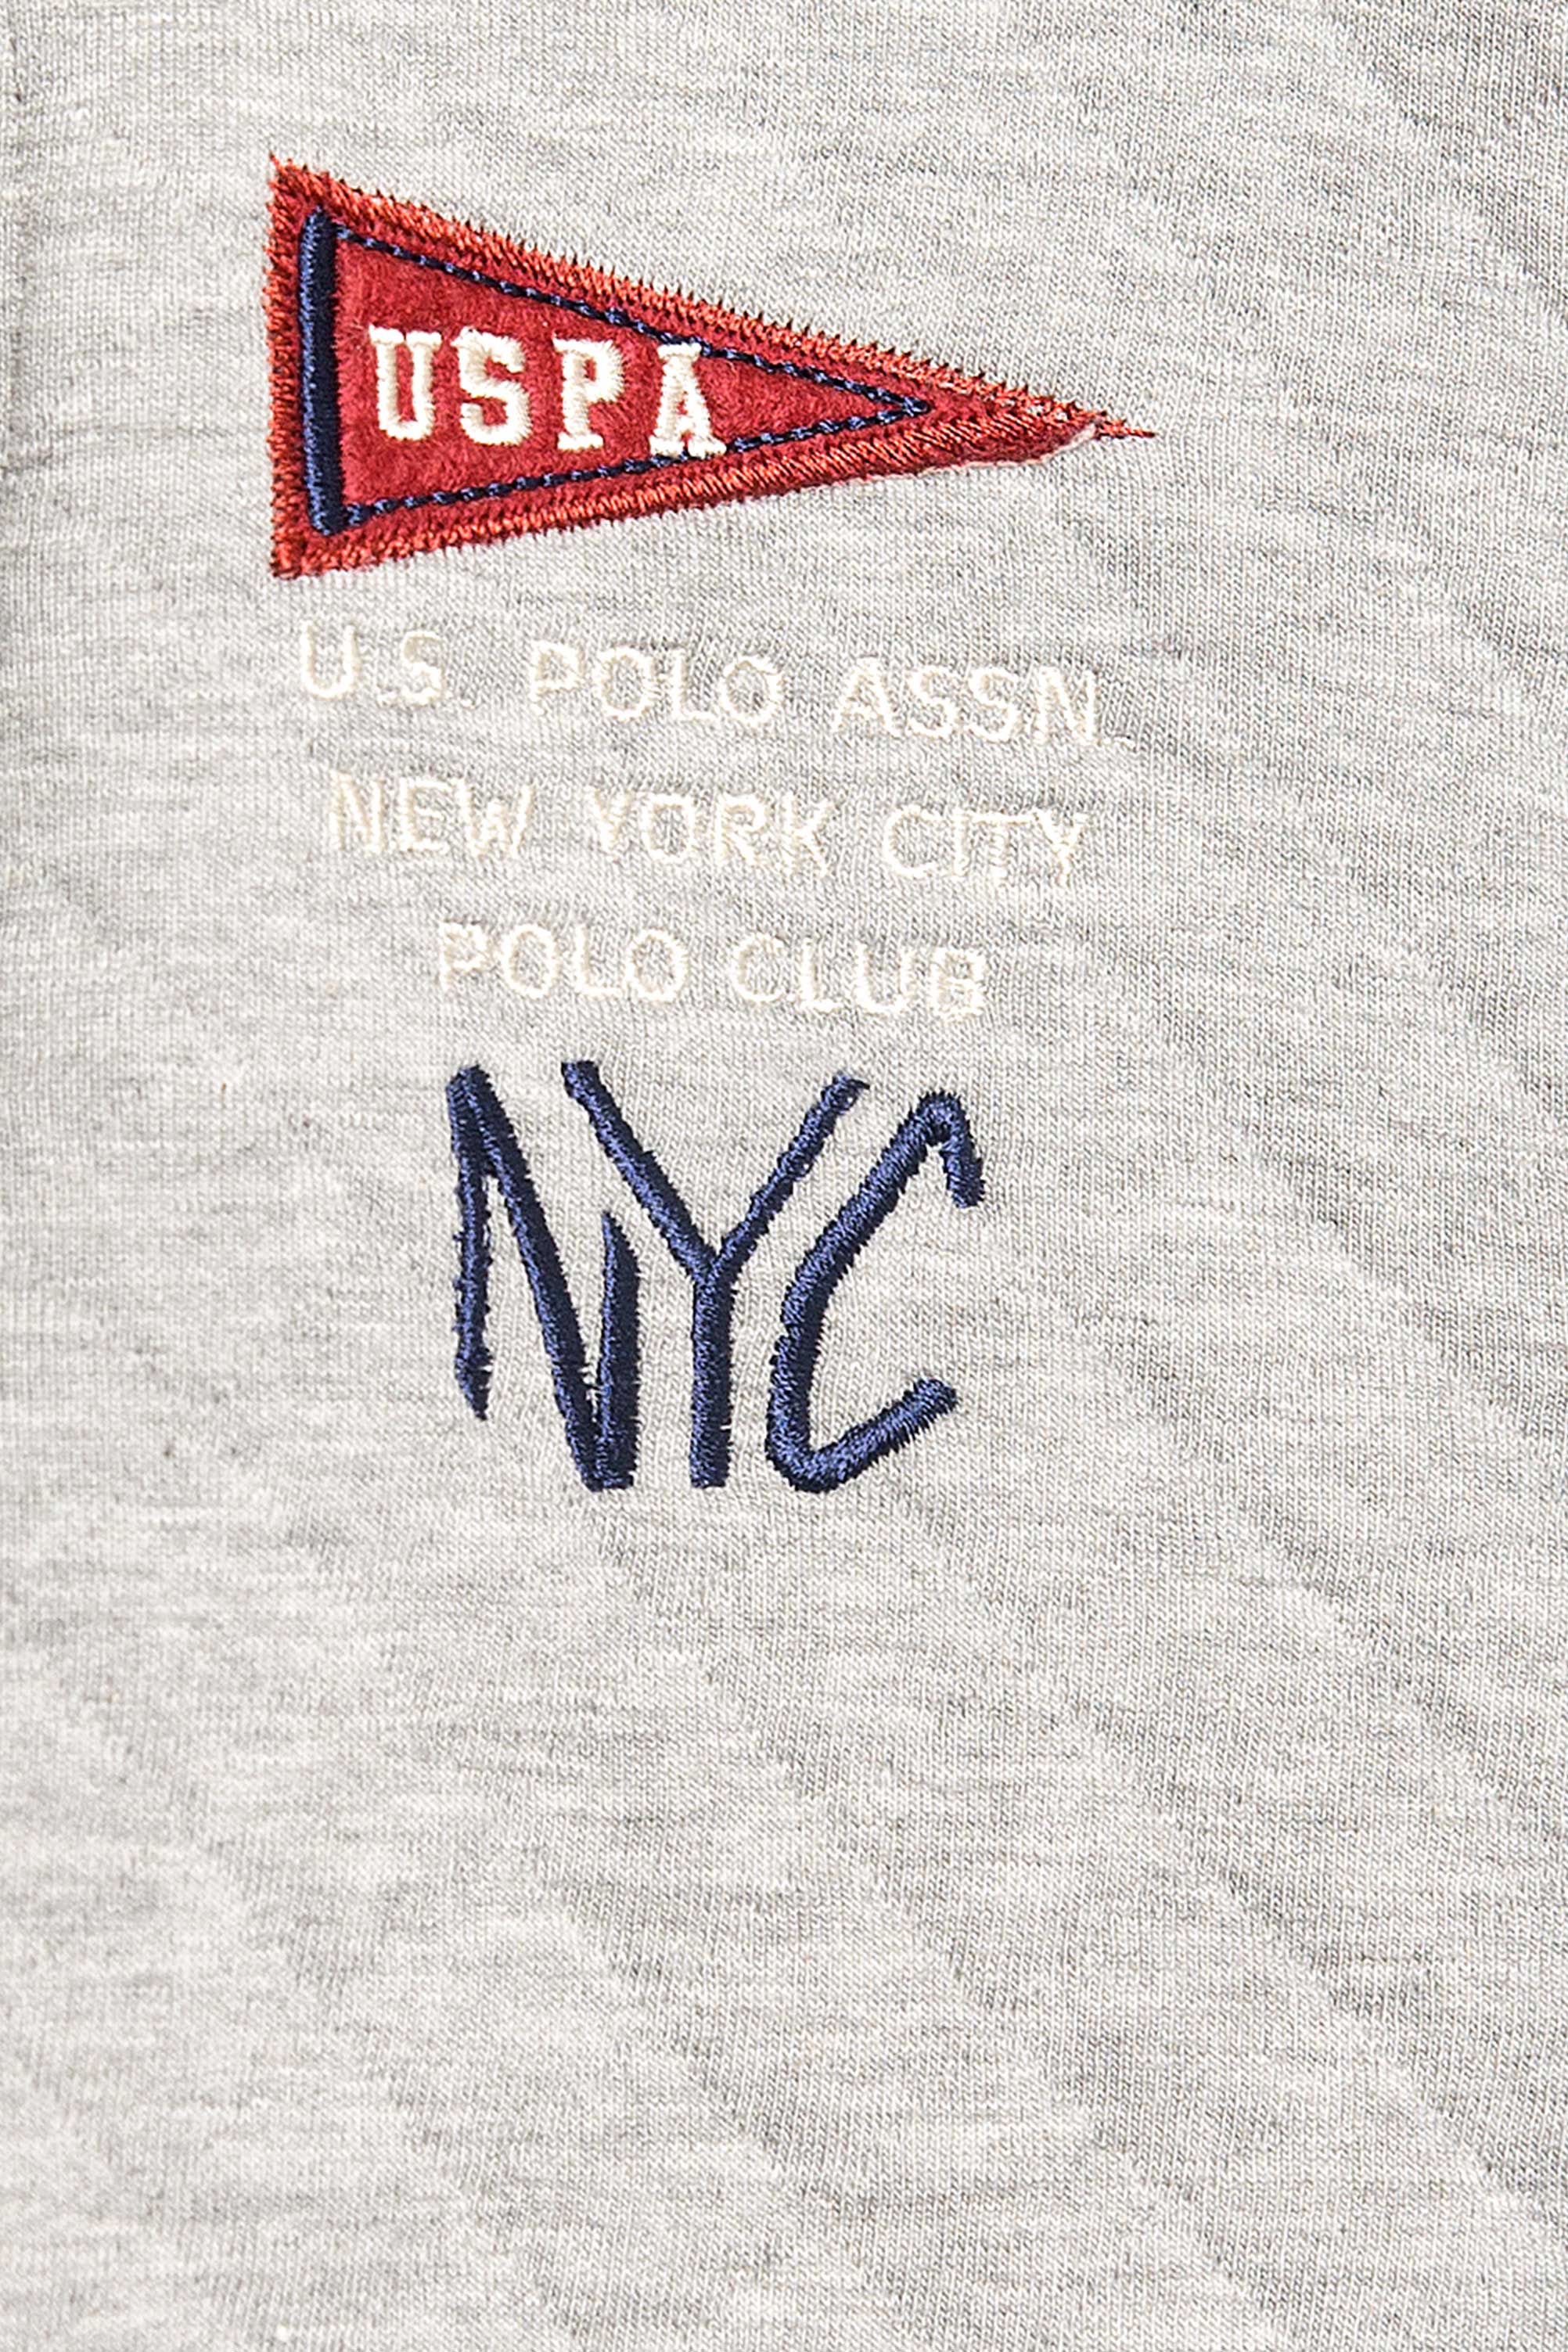 USPA
U.S. POLO ASSN.
NEW YORK CITY
POLO CLUB
NYC